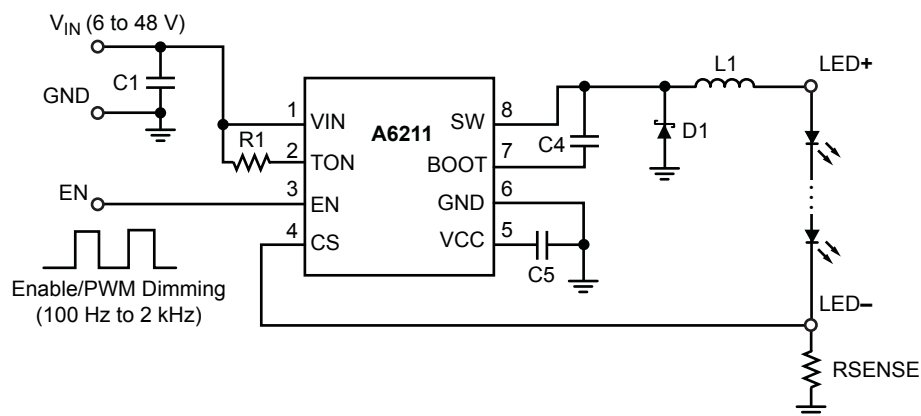 VIN (6 to 48 V)
C1
GND
R1
EN
Enable/PWM Dimming
(100 Hz to 2 kHz)
1
2
3
4
VIN
TON
EN
CS
A6211
SW
BOOT
GND
VCC
8
7
6
5
C4
C5
D1
L1
LED+
LED–
RSENSE